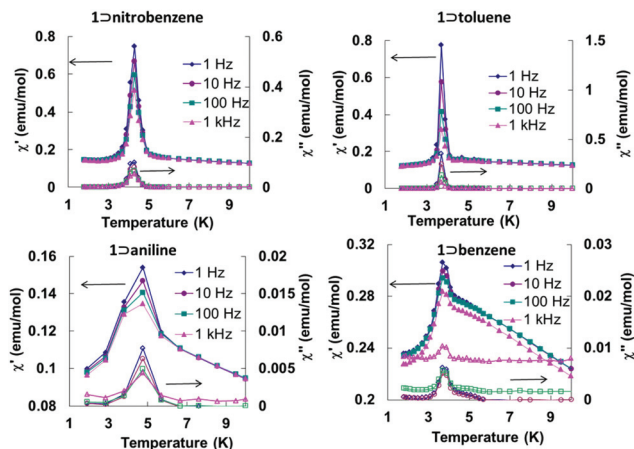 1⊃nitrobenzene
0.8
0.6
0.4
0.2
0
0.6
0.4
0.2
0
1 3 5 7 9
χ' (emu/mol)
χ'' (emu/mol)
Temperature (K)
1 Hz
10 Hz
100 Hz
1 kHz
1⊃toluene
0.8
0.6
0.4
0.2
0
1.5
1
0.5
0
1 3 5 7 9
χ' (emu/mol)
χ'' (emu/mol)
Temperature (K)
1 Hz
10 Hz
100 Hz
1 kHz
1⊃aniline
0.16
0.14
0.12
0.1
0.08
0.02
0.015
0.01
0.005
0
1 3 5 7 9
χ' (emu/mol)
χ'' (emu/mol)
Temperature (K)
1 Hz
10 Hz
100 Hz
1 kHz
1⊃benzene
0.32
0.28
0.24
0.2
0.03
0.02
0.01
0
1 3 5 7 9
χ' (emu/mol)
χ'' (emu/mol)
Temperature (K)
1 Hz
10 Hz
100 Hz
1 kHz